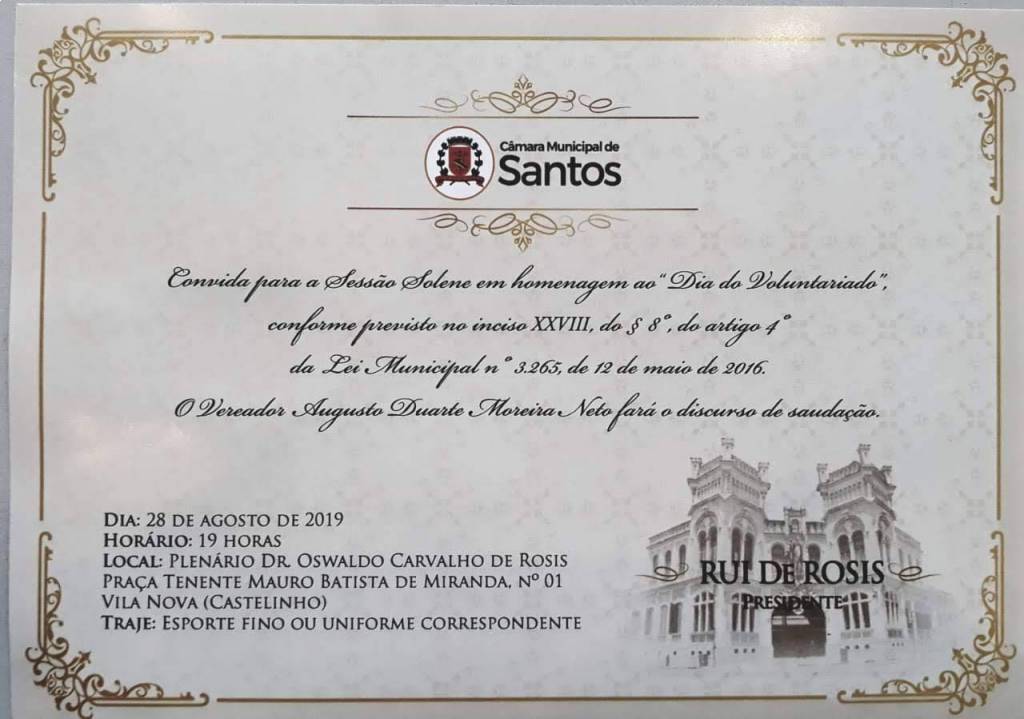 Câmara Municipal de
Santos
Convida para a Sessão Solene em homenagem ao "Dia do Voluntariado",
conforme previsto no inciso XXVIII, do § 8º, do artigo 4º
da Lei Municipal nº 3.265, de 12 de maio de 2016.
O Vereador Augusto Duarte Moreira Neto fará o discurso de saudação.
DIA: 28 DE AGOSTO DE 2019
HORÁRIO: 19 HORAS
LOCAL: PLENÁRIO DR. OSWALDO CARVALHO DE ROSIS
PRAÇA TENENTE MAURO BATISTA DE MIRANDA, Nº 01
VILA NOVA (CASTELINHO)
TRAJE: ESPORTE FINO OU UNIFORME CORRESPONDENTE
RUI DE ROSIS
PRESIDENTE